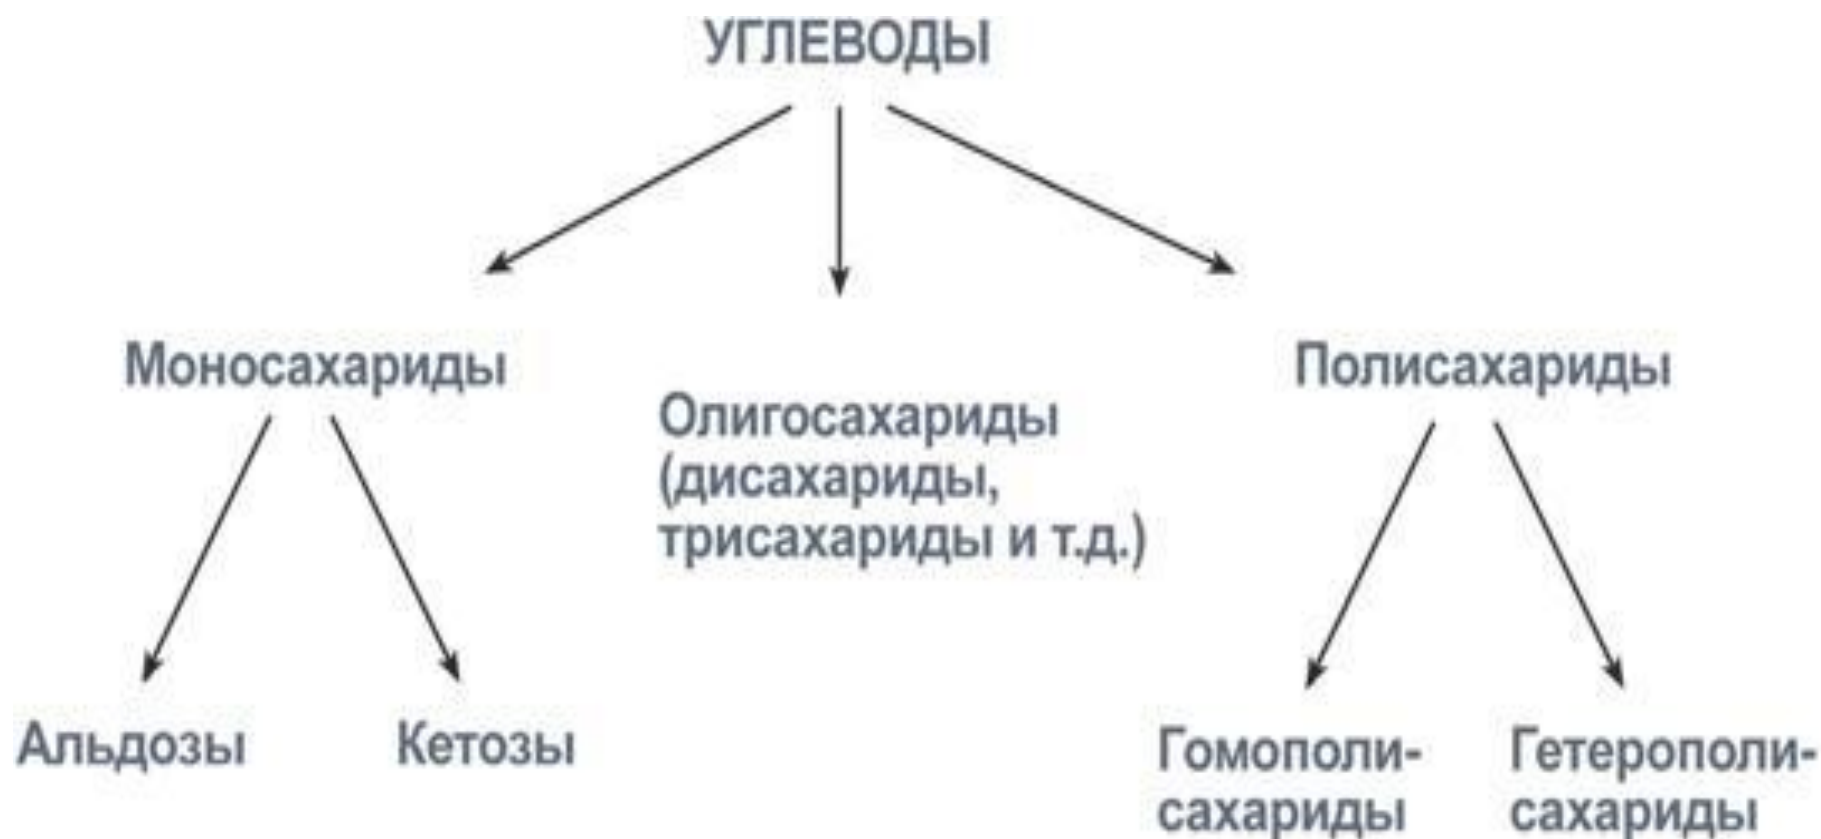 УГЛЕВОДЫ
Моносахариды
Олигосахариды
(дисахариды,
трисахариды и т.д.)
Полисахариды
Альдозы
Кетозы
Гомополи-
сахариды
Гетерополи-
сахариды